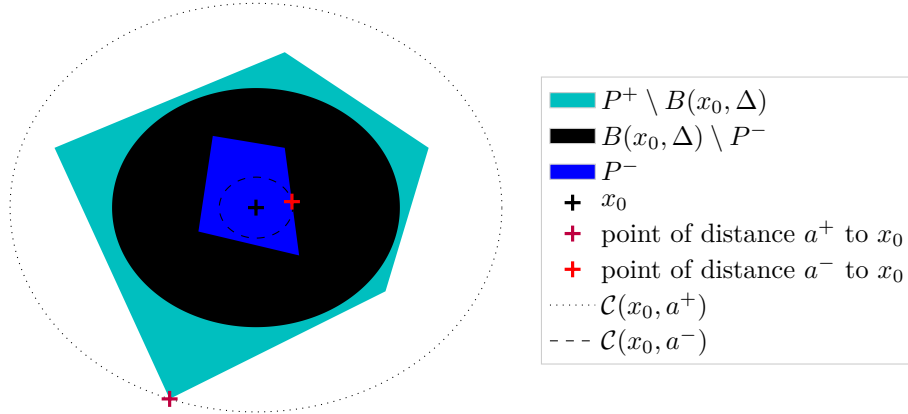 P⁺ \ B(x₀, Δ)
B(x₀, Δ) \ P⁻
P⁻
x₀
point of distance a⁺ to x₀
point of distance a⁻ to x₀
𝒞(x₀, a⁺)
𝒞(x₀, a⁻)